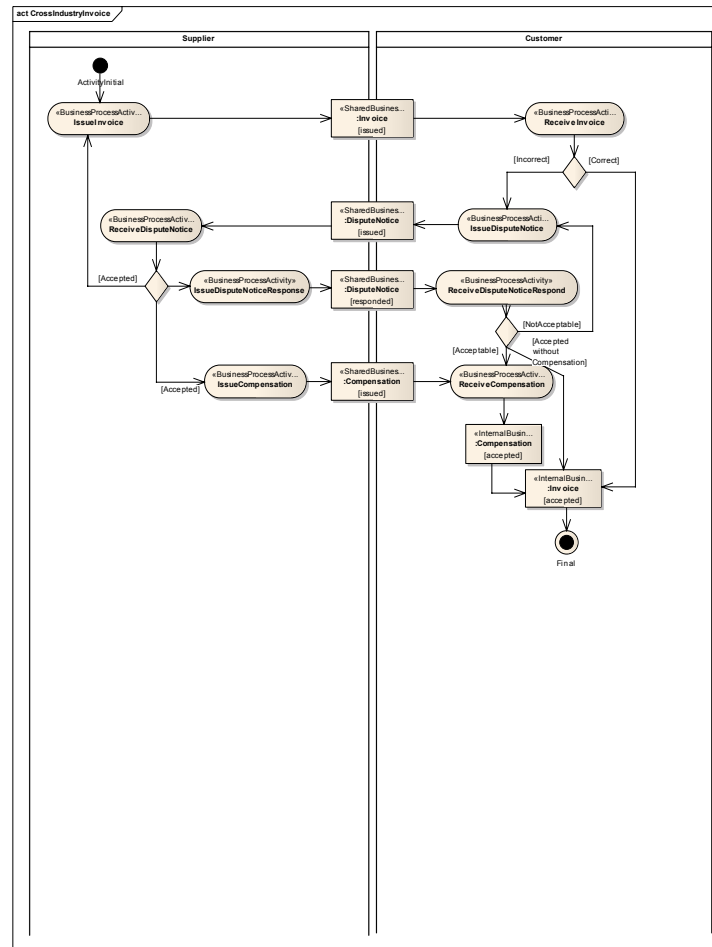 act CrossIndustryInvoice
Supplier
Customer
ActivityInitial
«BusinessProcessActiv...
IssueInvoice
«SharedBusines...
:Invoice
[issued]
«BusinessProcessActi...
ReceiveInvoice
[Incorrect]
[Correct]
«BusinessProcessActiv...
ReceiveDisputeNotice
«SharedBusines...
:DisputeNotice
[issued]
«BusinessProcessActi...
IssueDisputeNotice
[Accepted]
«BusinessProcessActivity»
IssueDisputeNoticeResponse
«SharedBusines...
:DisputeNotice
[responded]
«BusinessProcessActivity»
ReceiveDisputeNoticeRespond
[NotAcceptable]
[Acceptable]
[Accepted
without
Compensation]
[Accepted]
«BusinessProcessActiv...
IssueCompensation
«SharedBusines...
:Compensation
[issued]
«BusinessProcessActiv...
ReceiveCompensation
«InternalBusin...
:Compensation
[accepted]
«InternalBusin...
:Invoice
[accepted]
Final